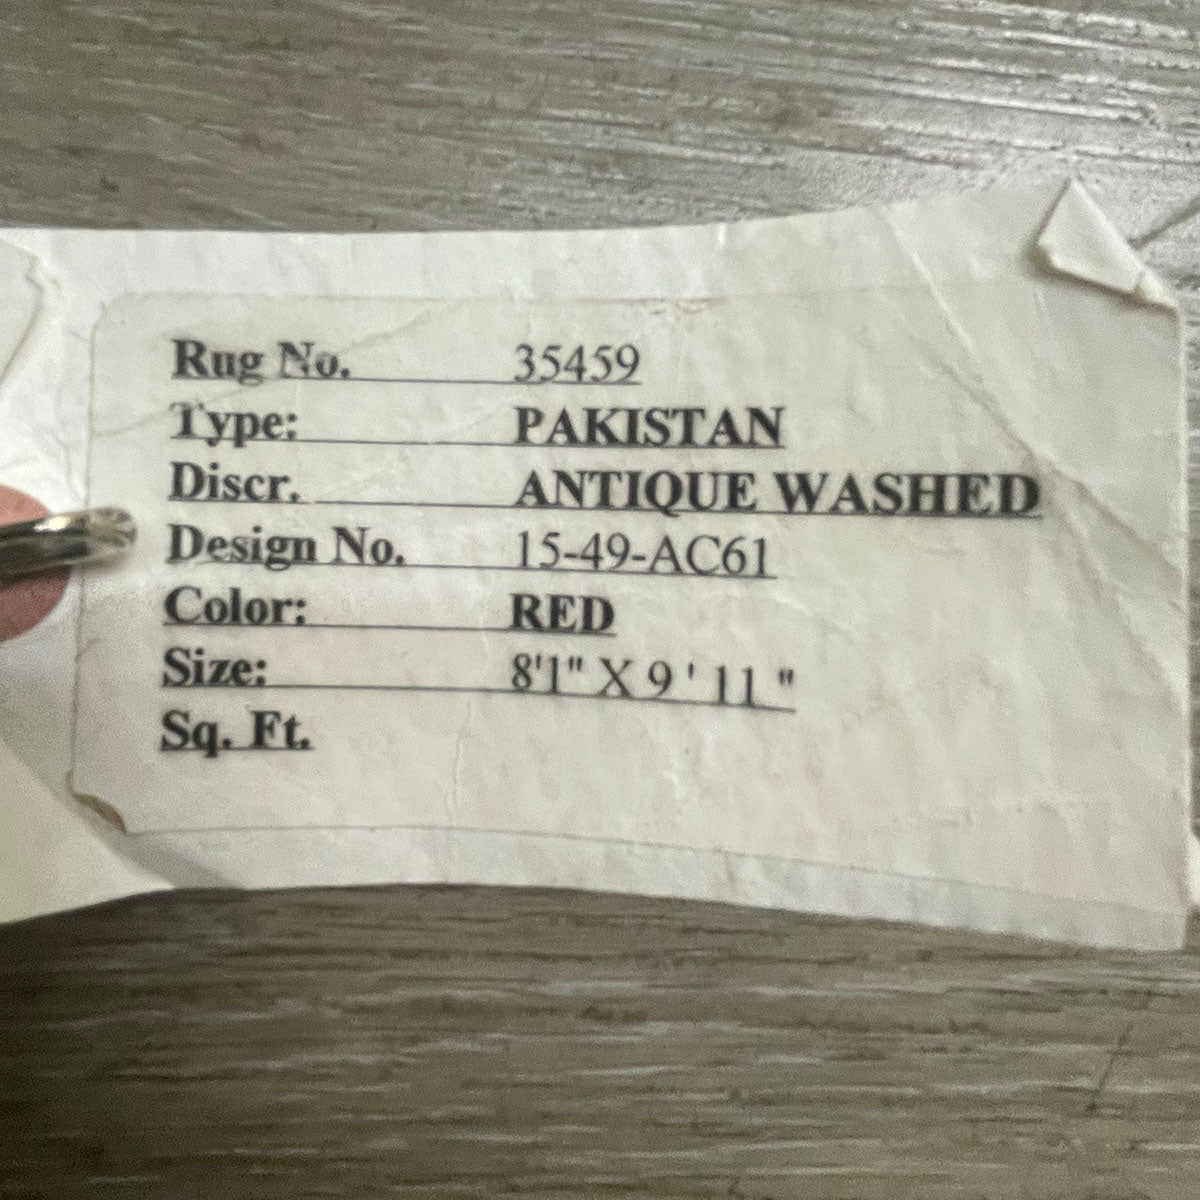 Rug No. 35459
Type: PAKISTAN
Discr. ANTIQUE WASHED
Design No. 15-49-AC61
Color: RED
Size: 8'1" X 9 ' 11 "
Sq. Ft.